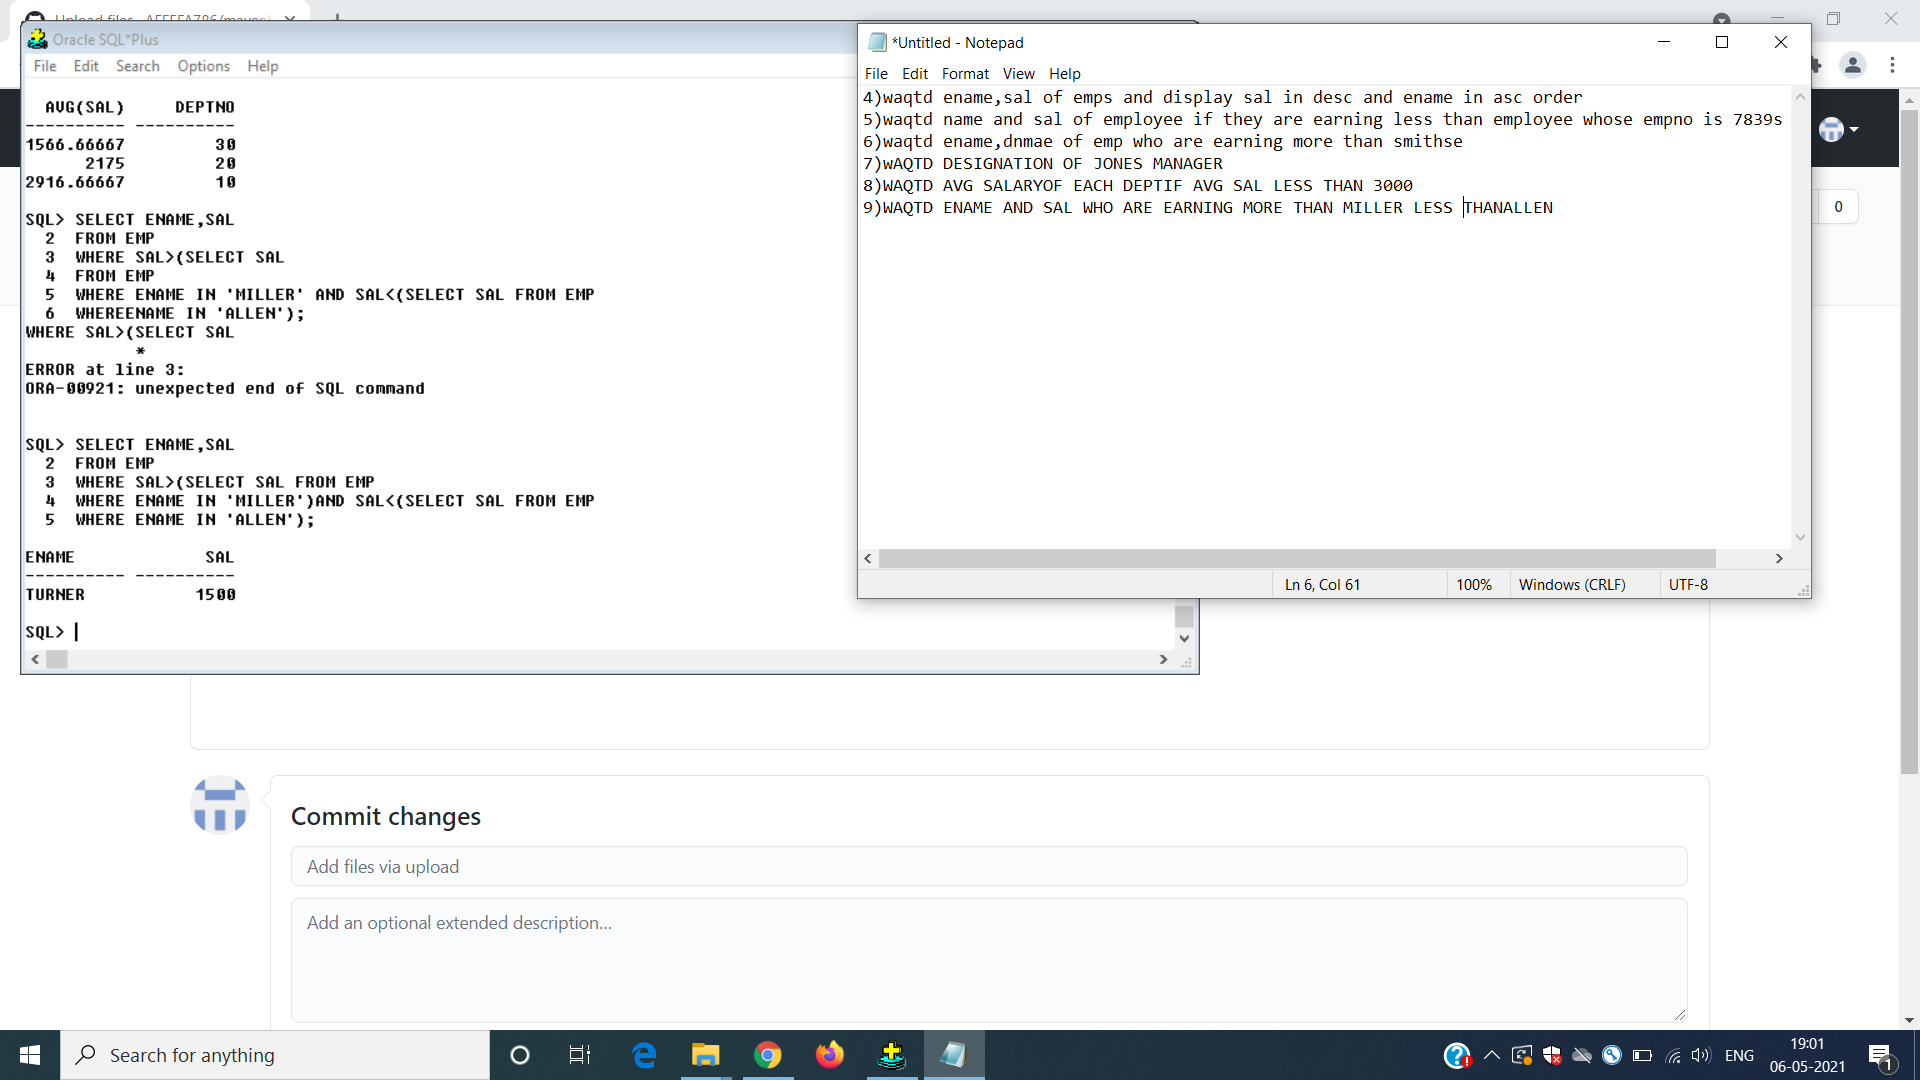 Upload files
Oracle SQL*Plus
File Edit Search Options Help
AVG(SAL) DEPTNO
---------- ----------
1566.66667 30
2175 20
2916.66667 10
SQL> SELECT ENAME,SAL
2 FROM EMP
3 WHERE SAL>(SELECT SAL
4 FROM EMP
5 WHERE ENAME IN 'MILLER' AND SAL<(SELECT SAL FROM EMP
6 WHEREENAME IN 'ALLEN');
WHERE SAL>(SELECT SAL
*
ERROR at line 3:
ORA-00921: unexpected end of SQL command
SQL> SELECT ENAME,SAL
2 FROM EMP
3 WHERE SAL>(SELECT SAL FROM EMP
4 WHERE ENAME IN 'MILLER')AND SAL<(SELECT SAL FROM EMP
5 WHERE ENAME IN 'ALLEN');
ENAME SAL
---------- ----------
TURNER 1500
SQL>
*Untitled - Notepad
File Edit Format View Help
4)waqtd ename,sal of emps and display sal in desc and ename in asc order
5)waqtd name and sal of employee if they are earning less than employee whose empno is 7839s
6)waqtd ename,dnmae of emp who are earning more than smithse
7)WAQTD DESIGNATION OF JONES MANAGER
8)WAQTD AVG SALARYOF EACH DEPTIF AVG SAL LESS THAN 3000
9)WAQTD ENAME AND SAL WHO ARE EARNING MORE THAN MILLER LESS THANALLEN
Ln 6, Col 61 100% Windows (CRLF) UTF-8
0
Commit changes
Add files via upload
Add an optional extended description...
Search for anything
ENG
19:01
06-05-2021
1